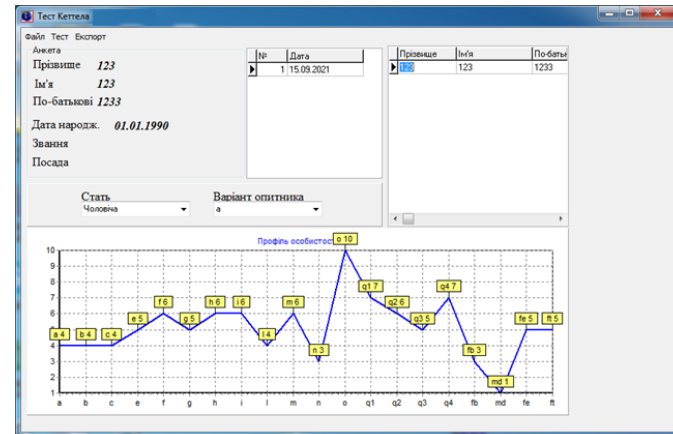 Тест Кеттела
Файл Тест Експорт
Анкета
Прізвище 123
Ім'я 123
По-батькові 1233
Дата народж. 01.01.1990
Звання
Посада
№ Дата
1 15.09.2021
Прізвище Ім'я По-батьк
123 123 1233
Стать
Чоловіча
Варіант опитника
а
Профіль особистос
10
9
8
7
6
5
4
3
2
1
a 4
b 4
c 4
e 5
f 6
g 5
h 6
i 6
l 4
m 6
n 3
o 10
q1 7
q2 6
q3 5
q4 7
fb 3
md 1
fe 5
ft 5
a b c e f g h i l m n o q1 q2 q3 q4 fb md fe ft